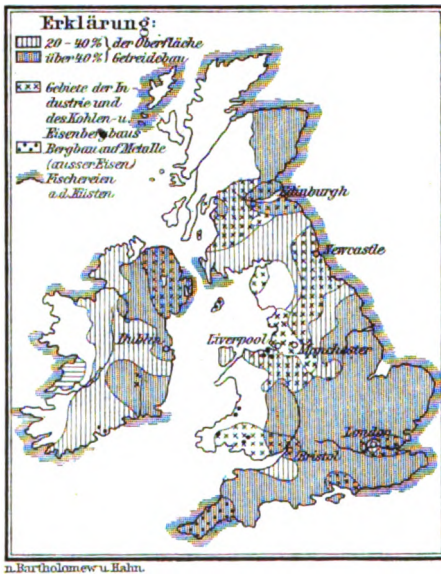 Erklärung:
20-40% } der Oberfläche
über 40% } Getreidebau
Gebiete der In-
dustrie und
des Kohlen- u.
Eisenbergbaus
Bergbau auf Metalle
(ausser Eisen)
Fischereien
a.d. Küsten
Edinburgh
Newcastle
Dublin
Liverpool
Manchester
London
Bristol
n. Bartholomew u. Hahn.